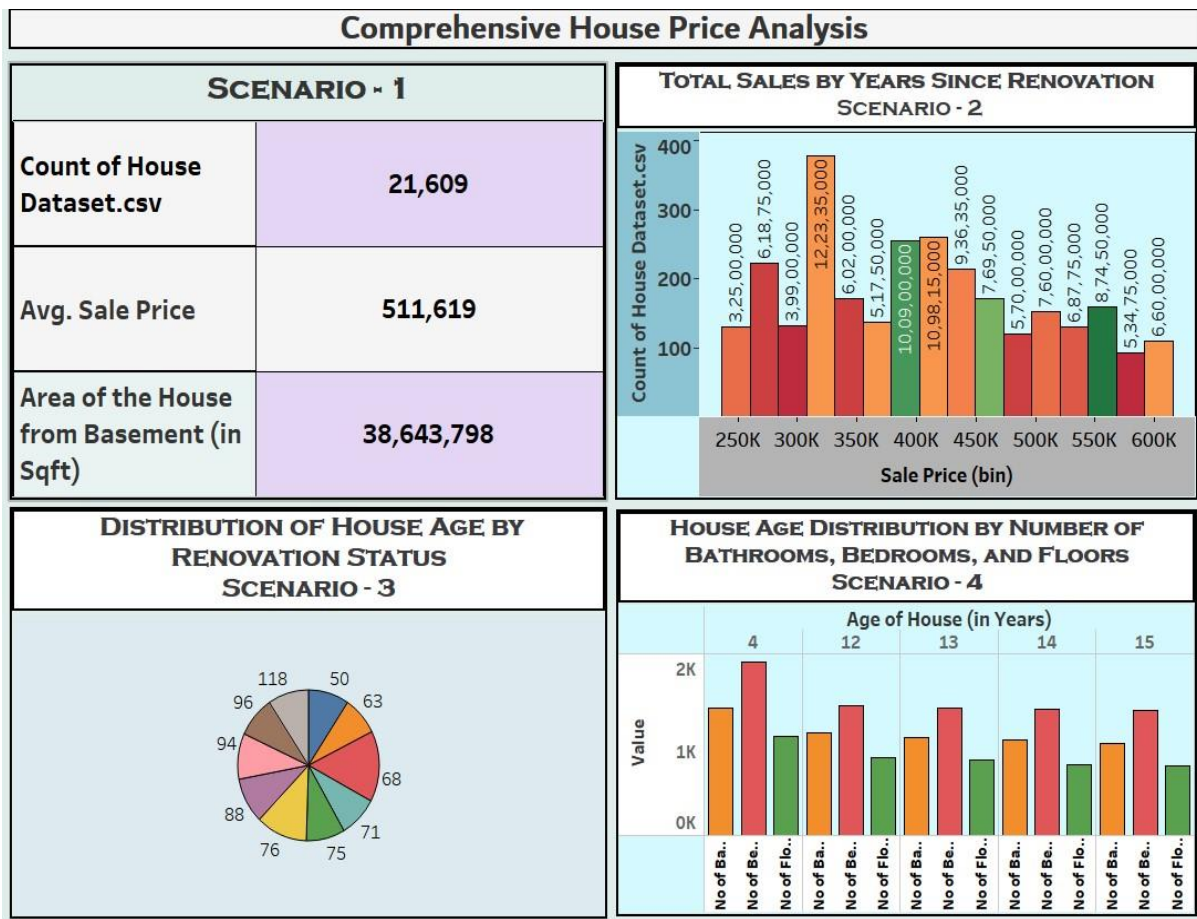 Comprehensive House Price Analysis
SCENARIO - 1
Count of House
Dataset.csv
21,609
Avg. Sale Price
511,619
Area of the House
from Basement (in
Sqft)
38,643,798
TOTAL SALES BY YEARS SINCE RENOVATION
SCENARIO - 2
Count of House Dataset.csv
400
300
200
100
3,25,00,000
6,18,75,000
3,99,00,000
12,23,35,000
6,02,00,000
5,17,50,000
10,09,00,000
10,98,15,000
9,36,35,000
7,69,50,000
5,70,00,000
7,60,00,000
6,87,75,000
8,74,50,000
5,34,75,000
6,60,00,000
250K 300K 350K 400K 450K 500K 550K 600K
Sale Price (bin)
DISTRIBUTION OF HOUSE AGE BY
RENOVATION STATUS
SCENARIO - 3
118
50
96
63
94
68
88
71
76
75
HOUSE AGE DISTRIBUTION BY NUMBER OF
BATHROOMS, BEDROOMS, AND FLOORS
SCENARIO - 4
Age of House (in Years)
4 12 13 14 15
Value
2K
1K
0K
No of Ba..
No of Be..
No of Flo..
No of Ba..
No of Be..
No of Flo..
No of Ba..
No of Be..
No of Flo..
No of Ba..
No of Be..
No of Flo..
No of Ba..
No of Be..
No of Flo..